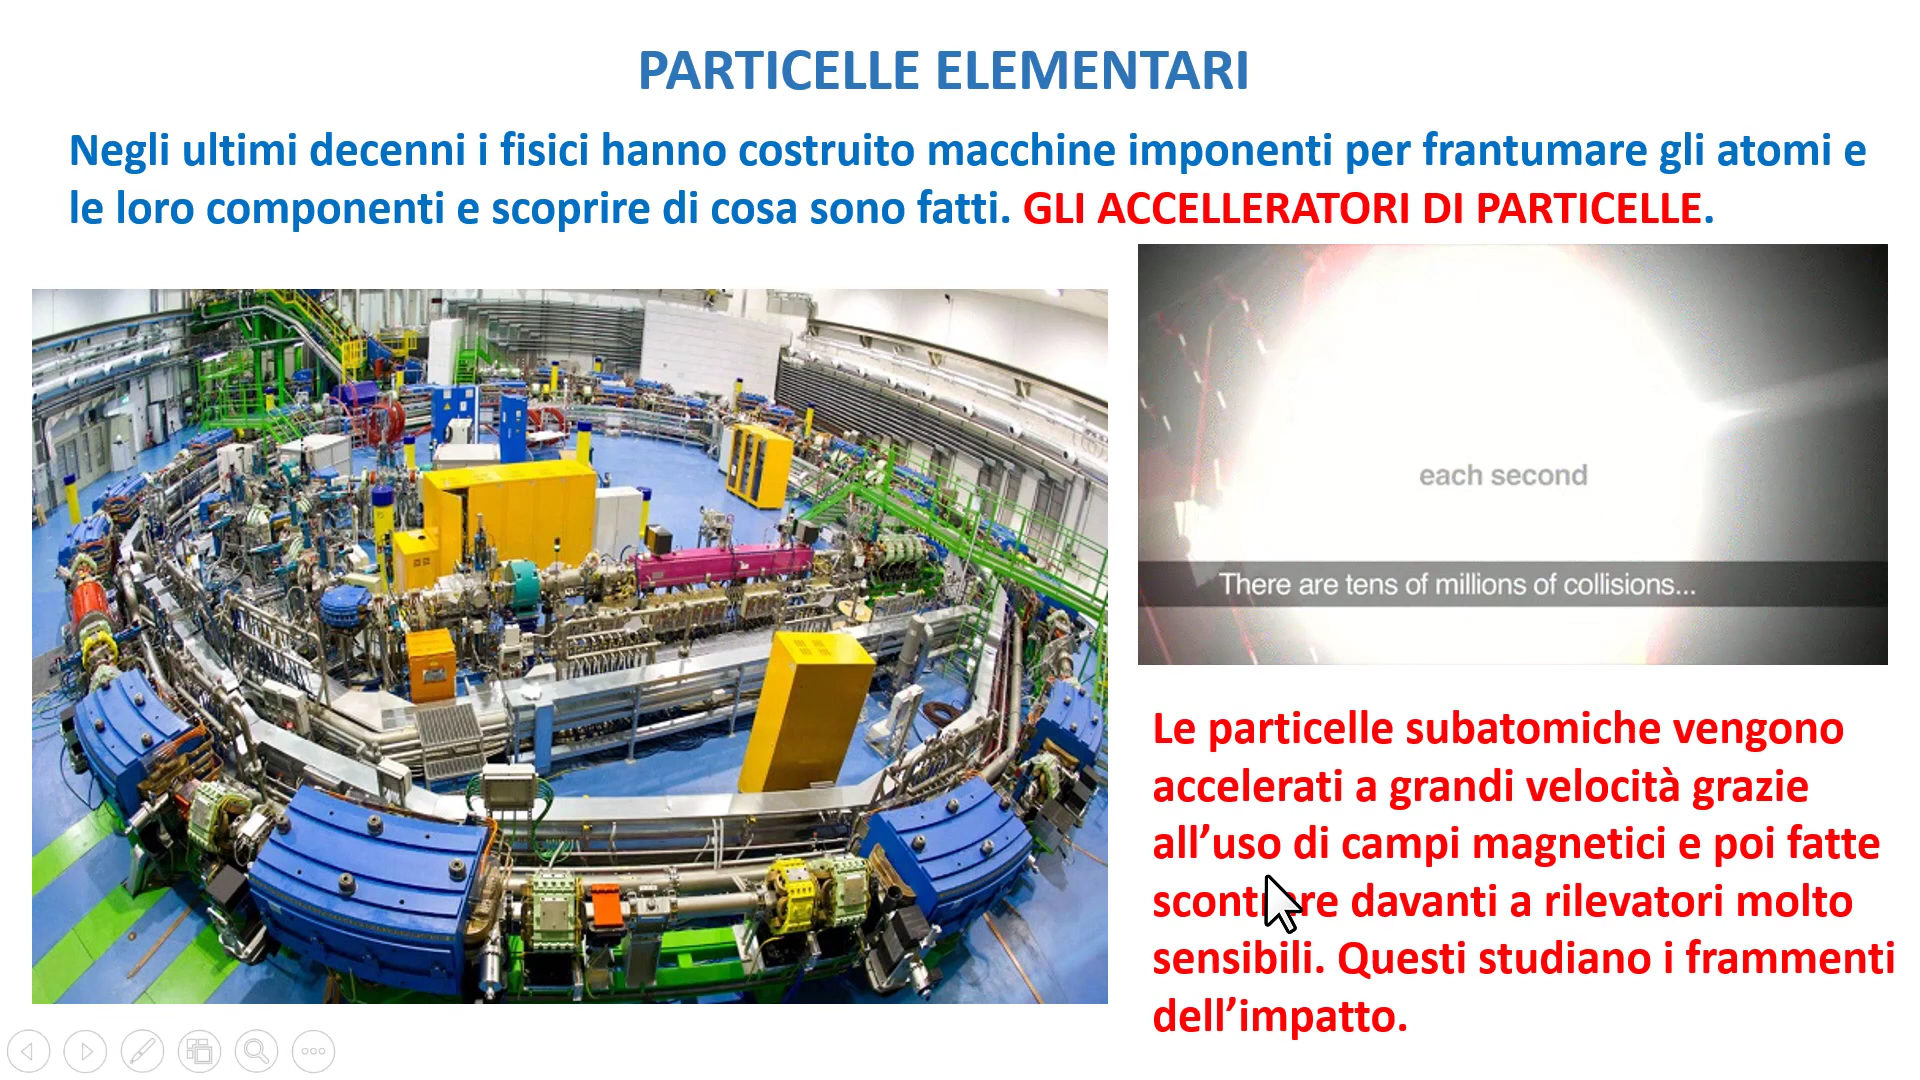 PARTICELLE ELEMENTARI
Negli ultimi decenni i fisici hanno costruito macchine imponenti per frantumare gli atomi e
le loro componenti e scoprire di cosa sono fatti. GLI ACCELLERATORI DI PARTICELLE.
each second
There are tens of millions of collisions...
Le particelle subatomiche vengono
accelerati a grandi velocità grazie
all’uso di campi magnetici e poi fatte
davanti a rilevatori molto
sensibili. Questi studiano i frammenti
dell’impatto.